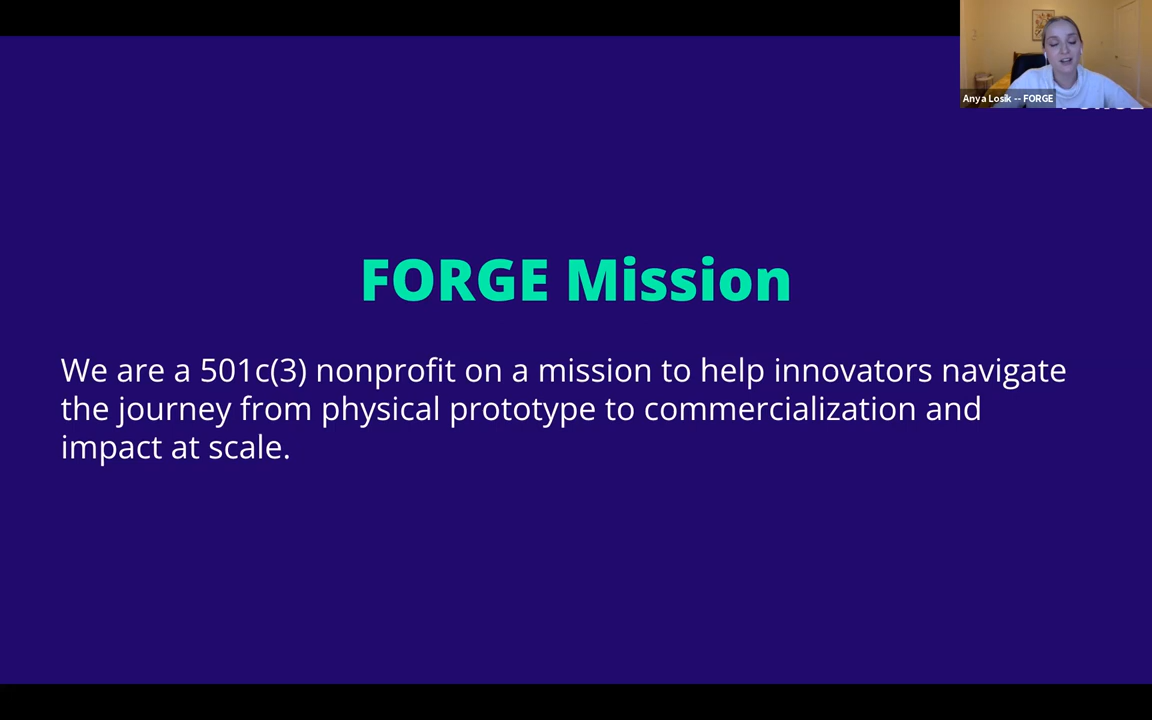 Anya Losik -- FORGE
FORGE Mission
We are a 501c(3) nonprofit on a mission to help innovators navigate
the journey from physical prototype to commercialization and
impact at scale.